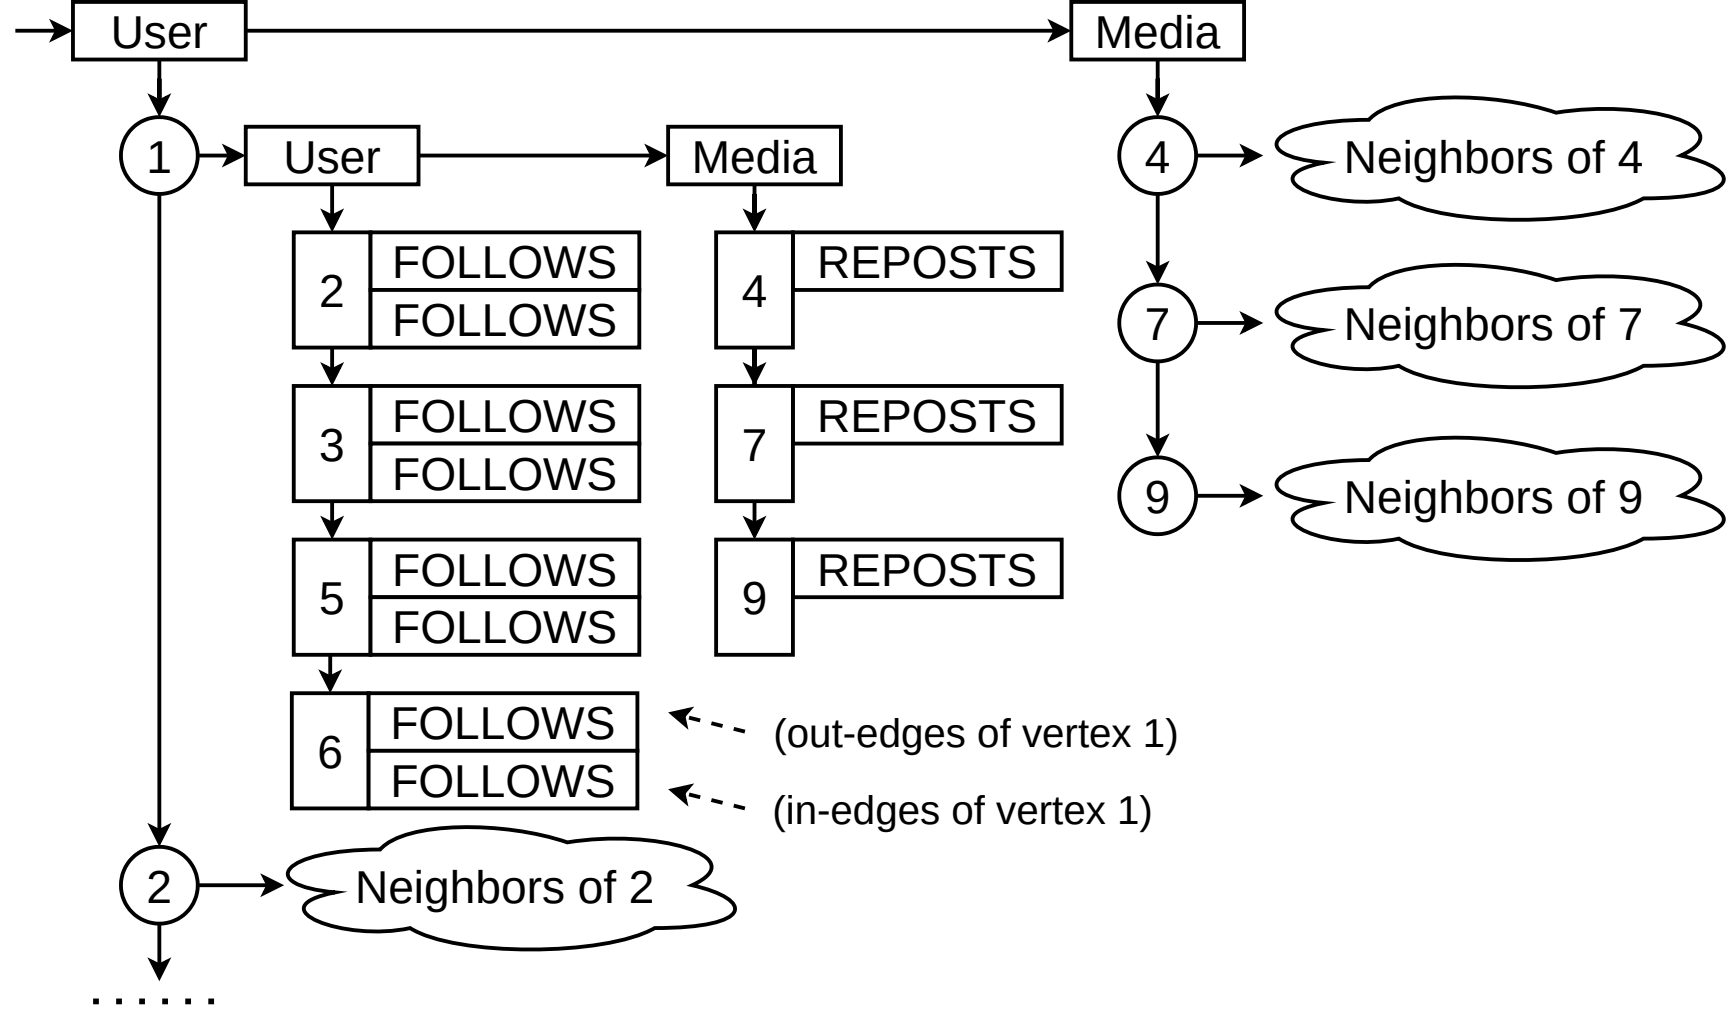 User
Media
1
User
Media
2
FOLLOWS
FOLLOWS
3
FOLLOWS
FOLLOWS
5
FOLLOWS
FOLLOWS
6
FOLLOWS
FOLLOWS
4
REPOSTS
7
REPOSTS
9
REPOSTS
(out-edges of vertex 1)
(in-edges of vertex 1)
2
Neighbors of 2
4
Neighbors of 4
7
Neighbors of 7
9
Neighbors of 9
......